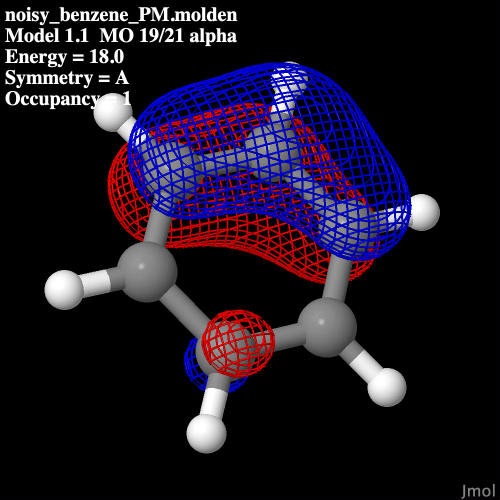 noisy_benzene_PM.molden
Model 1.1  MO 19/21 alpha
Energy = 18.0
Symmetry = A
Occupancy = 1
Jmol